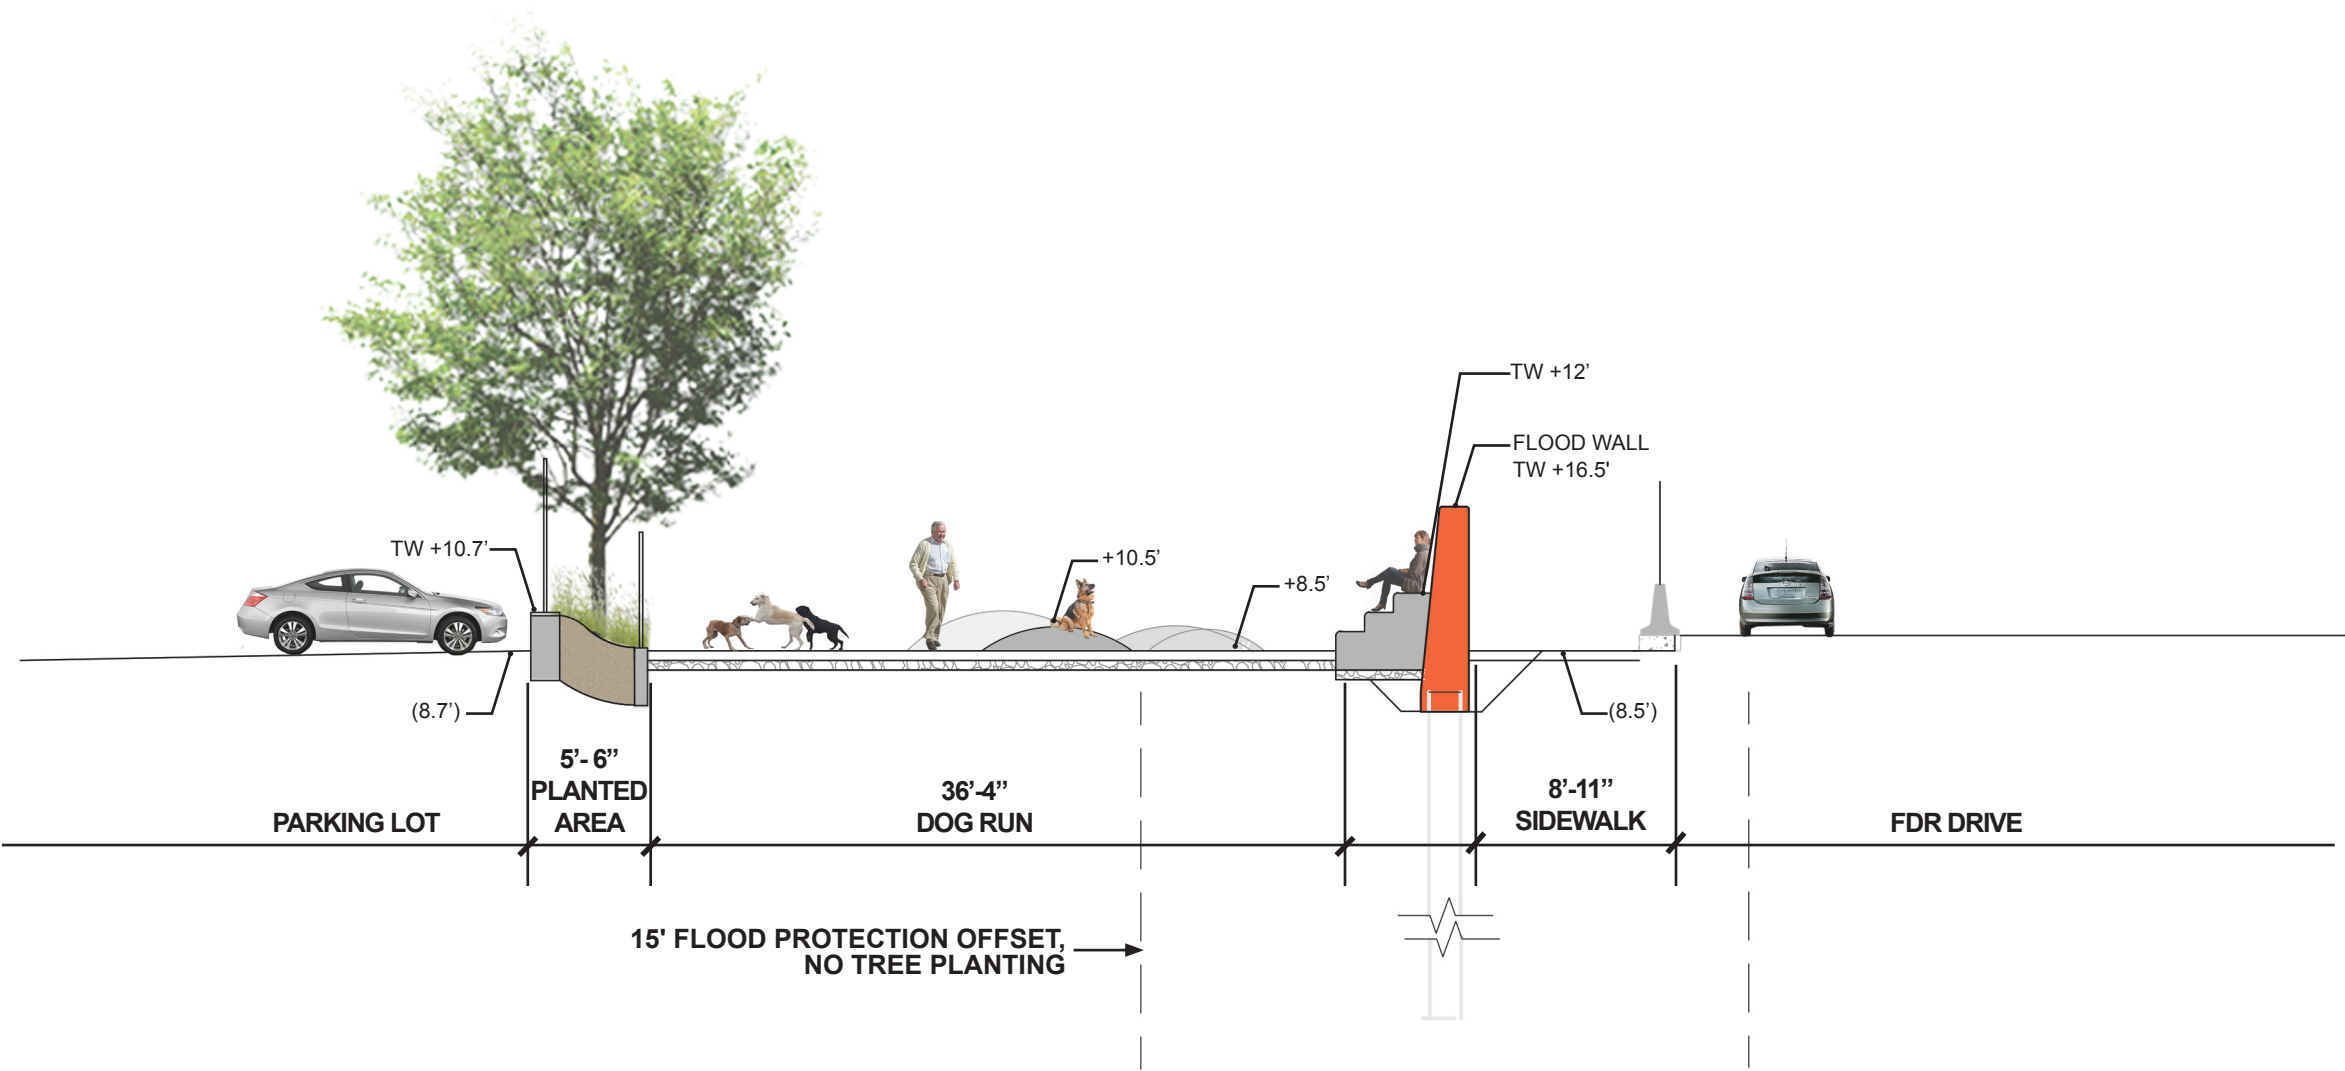 TW +12’
FLOOD WALL
TW +16.5'
TW +10.7’
+10.5’
+8.5’
(8.7’)
(8.5’)
5’- 6”
PLANTED
AREA
36’-4”
DOG RUN
8’-11”
SIDEWALK
PARKING LOT
FDR DRIVE
15' FLOOD PROTECTION OFFSET,
NO TREE PLANTING